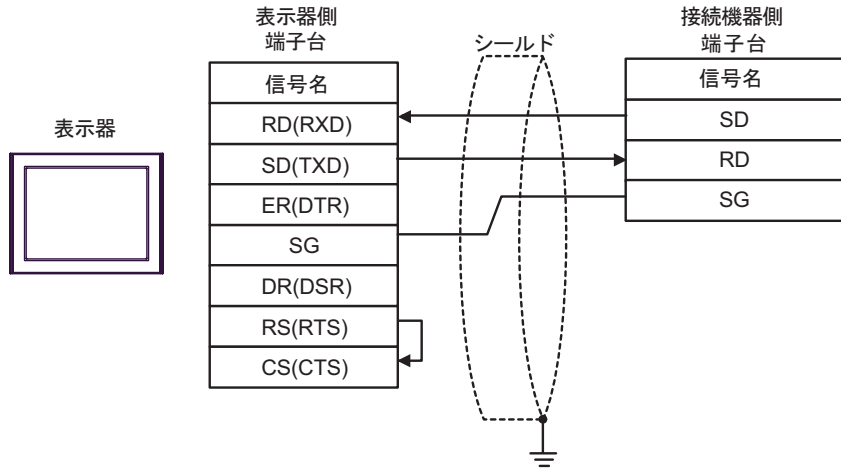 表示器側
端子台
接続機器側
端子台
シールド
表示器
信号名
RD(RXD)
SD(TXD)
ER(DTR)
SG
DR(DSR)
RS(RTS)
CS(CTS)
信号名
SD
RD
SG